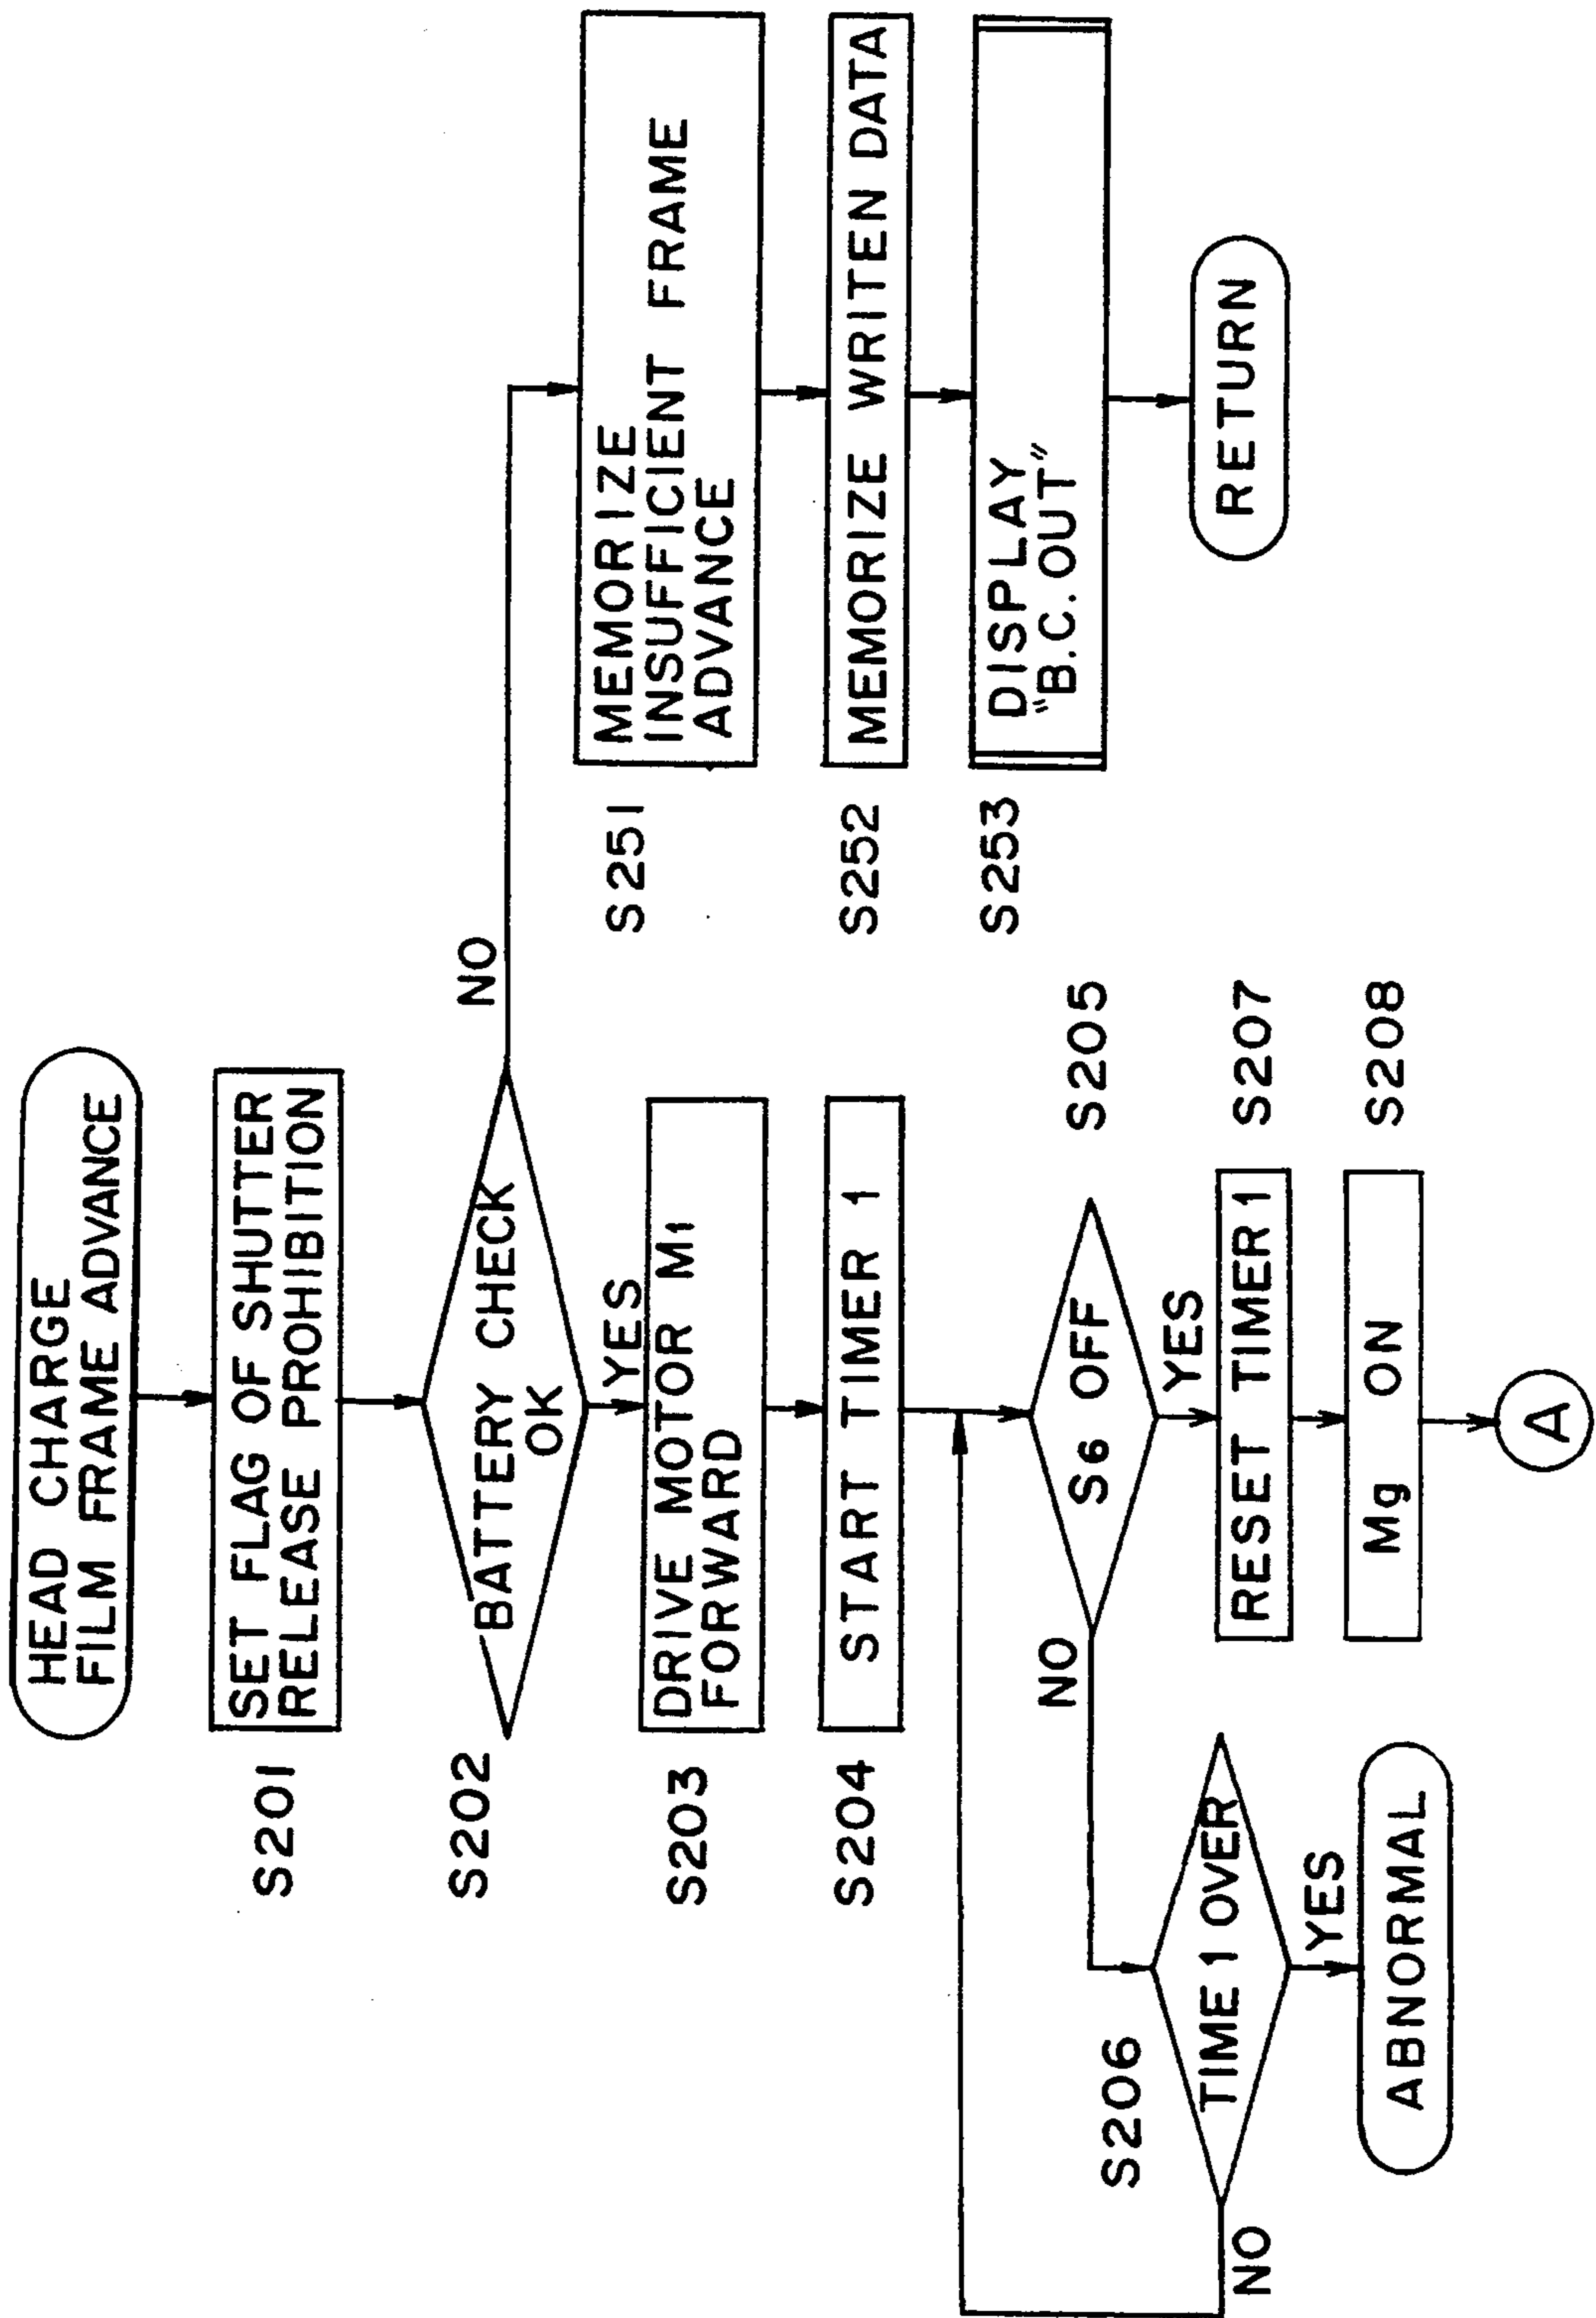 HEAD CHARGE
FILM FRAME ADVANCE
S201
SET FLAG OF SHUTTER
RELEASE PROHIBITION
S202
BATTERY CHECK
OK
NO
YES
S203
DRIVE MOTOR M1
FORWARD
S204
START TIMER 1
S205
S6 OFF
NO
YES
S206
TIME 1 OVER
NO
YES
ABNORMAL
S207
RESET TIMER 1
S208
Mg ON
A
S251
MEMORIZE
INSUFFICIENT FRAME
ADVANCE
S252
MEMORIZE WRITEN DATA
S253
DISPLAY
"B.C.OUT"
RETURN